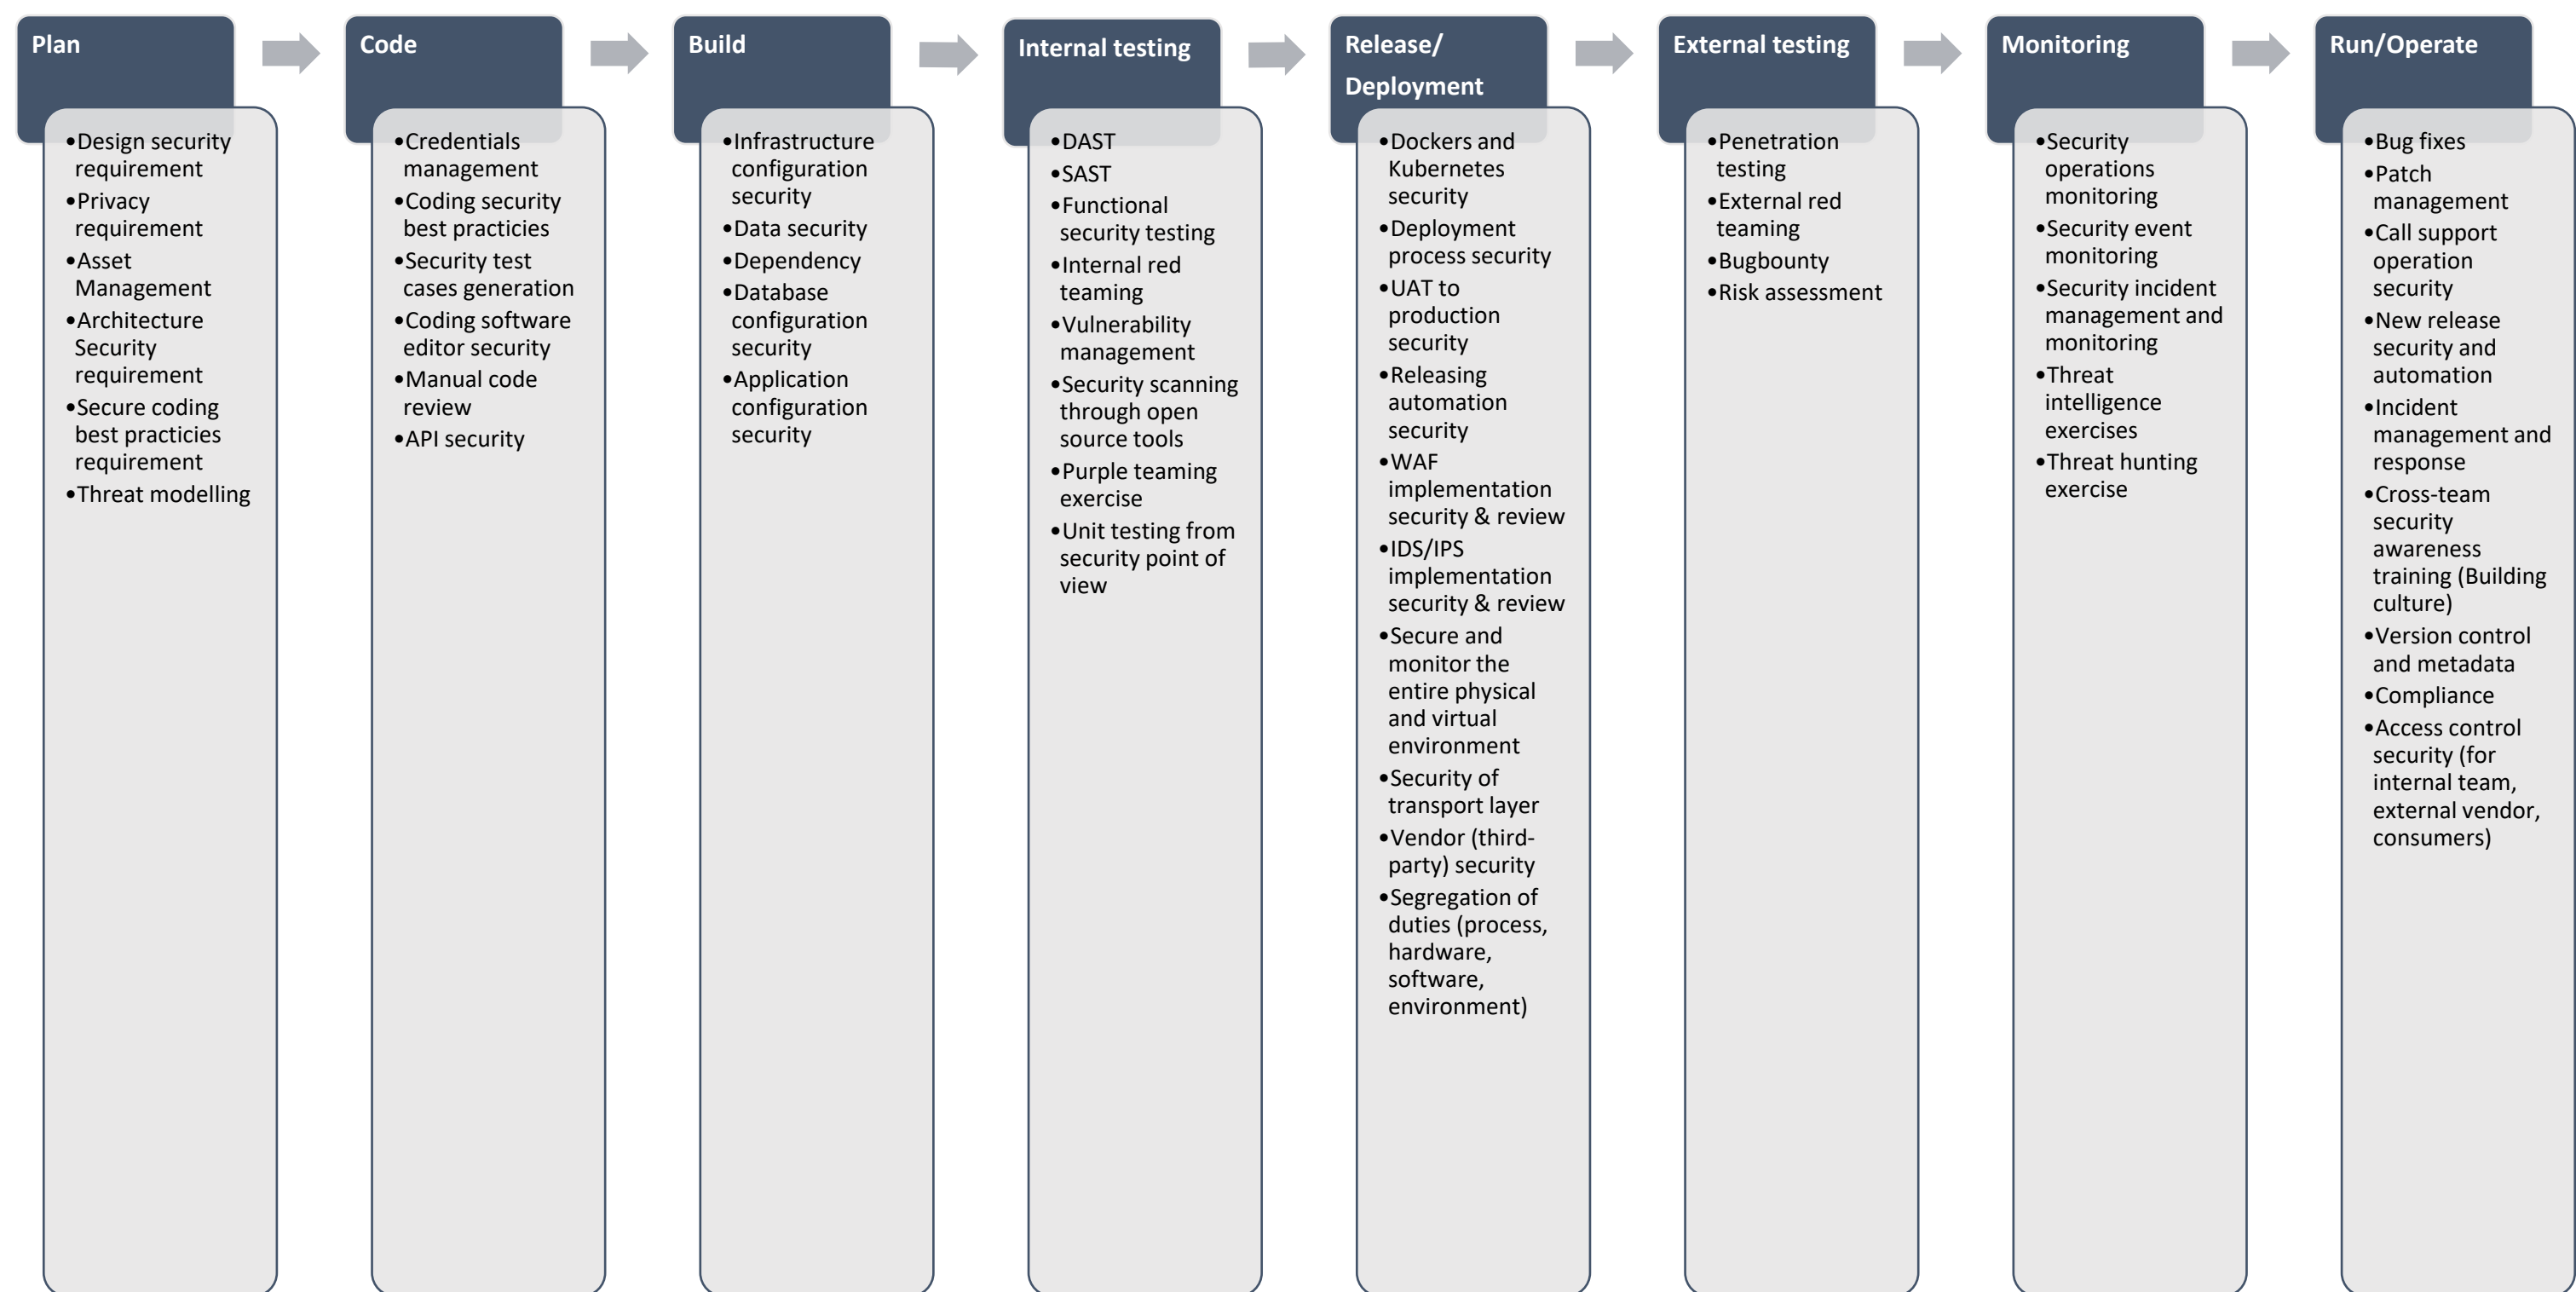 Plan
•Design security
requirement
•Privacy
requirement
•Asset
Management
•Architecture
Security
requirement
•Secure coding
best practicies
requirement
•Threat modelling
Code
•Credentials
management
•Coding security
best practicies
•Security test
cases generation
•Coding software
editor security
•Manual code
review
•API security
Build
•Infrastructure
configuration
security
•Data security
•Dependency
•Database
configuration
security
•Application
configuration
security
Internal testing
•DAST
•SAST
•Functional
security testing
•Internal red
teaming
•Vulnerability
management
•Security scanning
through open
source tools
•Purple teaming
exercise
•Unit testing from
security point of
view
Release/
Deployment
•Dockers and
Kubernetes
security
•Deployment
process security
•UAT to
production
security
•Releasing
automation
security
•WAF
implementation
security & review
•IDS/IPS
implementation
security & review
•Secure and
monitor the
entire physical
and virtual
environment
•Security of
transport layer
•Vendor (third-
party) security
•Segregation of
duties (process,
hardware,
software,
environment)
External testing
•Penetration
testing
•External red
teaming
•Bugbounty
•Risk assessment
Monitoring
•Security
operations
monitoring
•Security event
monitoring
•Security incident
management and
monitoring
•Threat
intelligence
exercises
•Threat hunting
exercise
Run/Operate
•Bug fixes
•Patch
management
•Call support
operation
security
•New release
security and
automation
•Incident
management and
response
•Cross-team
security
awareness
training (Building
culture)
•Version control
and metadata
•Compliance
•Access control
security (for
internal team,
external vendor,
consumers)